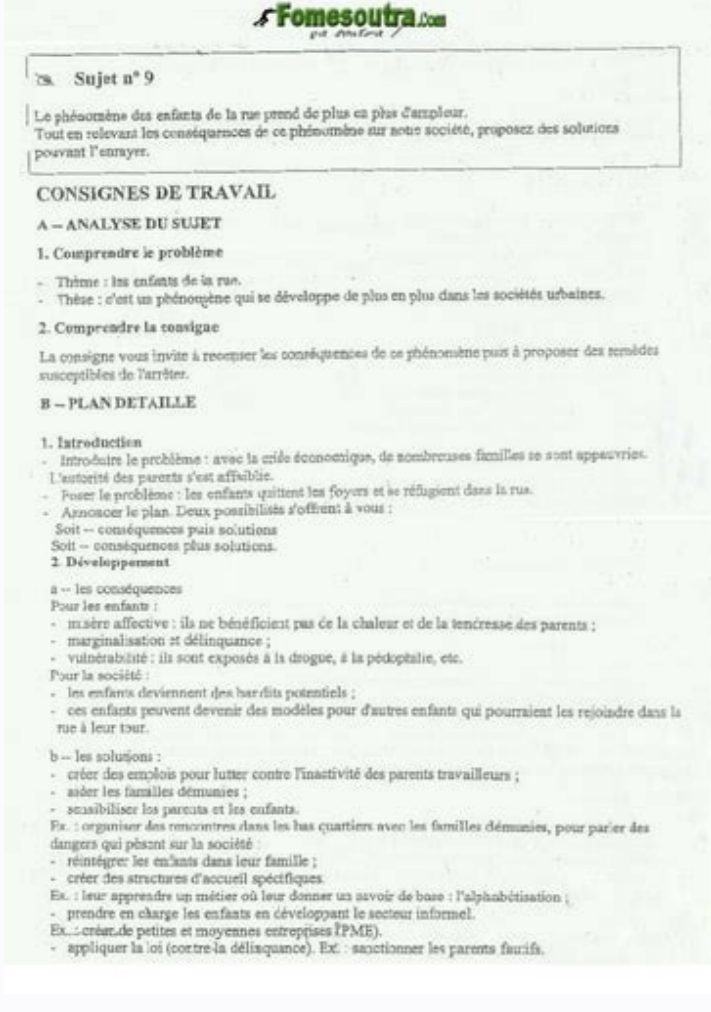 Fomesoutra.Com
ça soutra !
Sujet n° 9
Le phénomène des enfants de la rue prend de plus en plus d'ampleur.
Tout en relevant les conséquences de ce phénomène sur notre société, proposez des solutions
pouvant l'enrayer.
CONSIGNES DE TRAVAIL
A – ANALYSE DU SUJET
1. Comprendre le problème
- Thème : les enfants de la rue.
- Thèse : c'est un phénomène qui se développe de plus en plus dans les sociétés urbaines.
2. Comprendre la consigne
La consigne vous invite à recenser les conséquences de ce phénomène puis à proposer des remèdes
susceptibles de l'arrêter.
B – PLAN DETAILLE
1. Introduction
- Introduire le problème : avec la crise économique, de nombreuses familles se sont appauvries.
L'autorité des parents s'est affaiblie.
- Poser le problème : les enfants quittent les foyers et se réfugient dans la rue.
- Annoncer le plan. Deux possibilités s'offrent à vous :
Soit – conséquences puis solutions
Soit – conséquences plus solutions.
2. Développement
a – les conséquences
Pour les enfants :
- misère affective : ils ne bénéficient pas de la chaleur et de la tendresse des parents ;
- marginalisation et délinquance ;
- vulnérabilité : ils sont exposés à la drogue, à la pédophilie, etc.
Pour la société :
- les enfants deviennent des bandits potentiels ;
- ces enfants peuvent devenir des modèles pour d'autres enfants qui pourraient les rejoindre dans la
rue à leur tour.
b – les solutions :
- créer des emplois pour lutter contre l'inactivité des parents travailleurs ;
- aider les familles démunies ;
- sensibiliser les parents et les enfants.
Ex. : organiser des rencontres dans les bas quartiers avec les familles démunies, pour parler des
dangers qui pèsent sur la société :
- réintégrer les enfants dans leur famille ;
- créer des structures d'accueil spécifiques.
Ex. : leur apprendre un métier où leur donner un savoir de base : l'alphabétisation ;
- prendre en charge les enfants en développant le secteur informel.
Ex. : créer de petites et moyennes entreprises (PME).
- appliquer la loi (contre la délinquance). Ex. : sanctionner les parents fautifs.